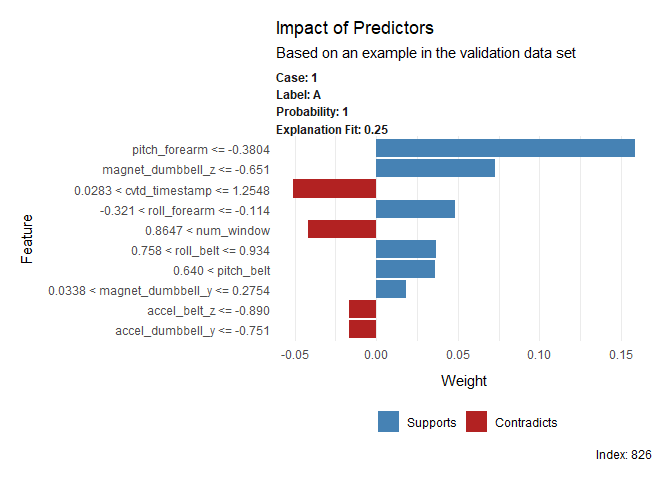 Impact of Predictors
Based on an example in the validation data set
Case: 1
Label: A
Probability: 1
Explanation Fit: 0.25
Feature
pitch_forearm <= -0.3804
magnet_dumbbell_z <= -0.651
0.0283 < cvtd_timestamp <= 1.2548
-0.321 < roll_forearm <= -0.114
0.8647 < num_window
0.758 < roll_belt <= 0.934
0.640 < pitch_belt
0.0338 < magnet_dumbbell_y <= 0.2754
accel_belt_z <= -0.890
accel_dumbbell_y <= -0.751
-0.05 0.00 0.05 0.10 0.15
Weight
Supports Contradicts
Index: 826